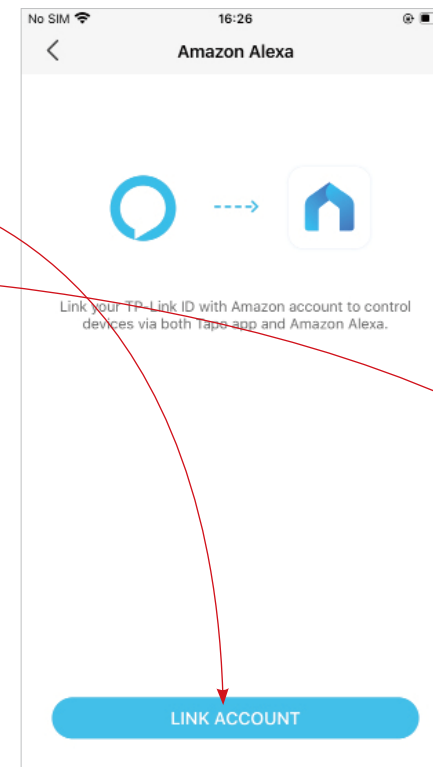 No SIM 16:26
Amazon Alexa
Link your TP-Link ID with Amazon account to control
devices via both Tapo app and Amazon Alexa.
LINK ACCOUNT